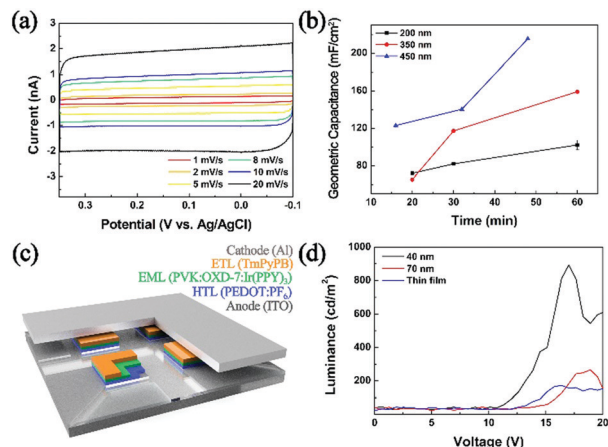 (a)
Current (nA)
3
2
1
0
-1
-2
-3
1 mV/s
8 mV/s
2 mV/s
10 mV/s
5 mV/s
20 mV/s
0.3 0.2 0.1 0.0 -0.1
Potential (V vs. Ag/AgCl)
(b)
Geometric Capacitance (mF/cm²)
200
160
120
80
200 nm
350 nm
450 nm
20 30 40 50 60
Time (min)
(c)
Cathode (Al)
ETL (TmPyPB)
EML (PVK:OXD-7:Ir(PPY)₃)
HTL (PEDOT:PF₆)
Anode (ITO)
(d)
Luminance (cd/m²)
1000
800
600
400
200
0
40 nm
70 nm
Thin film
0 5 10 15 20
Voltage (V)